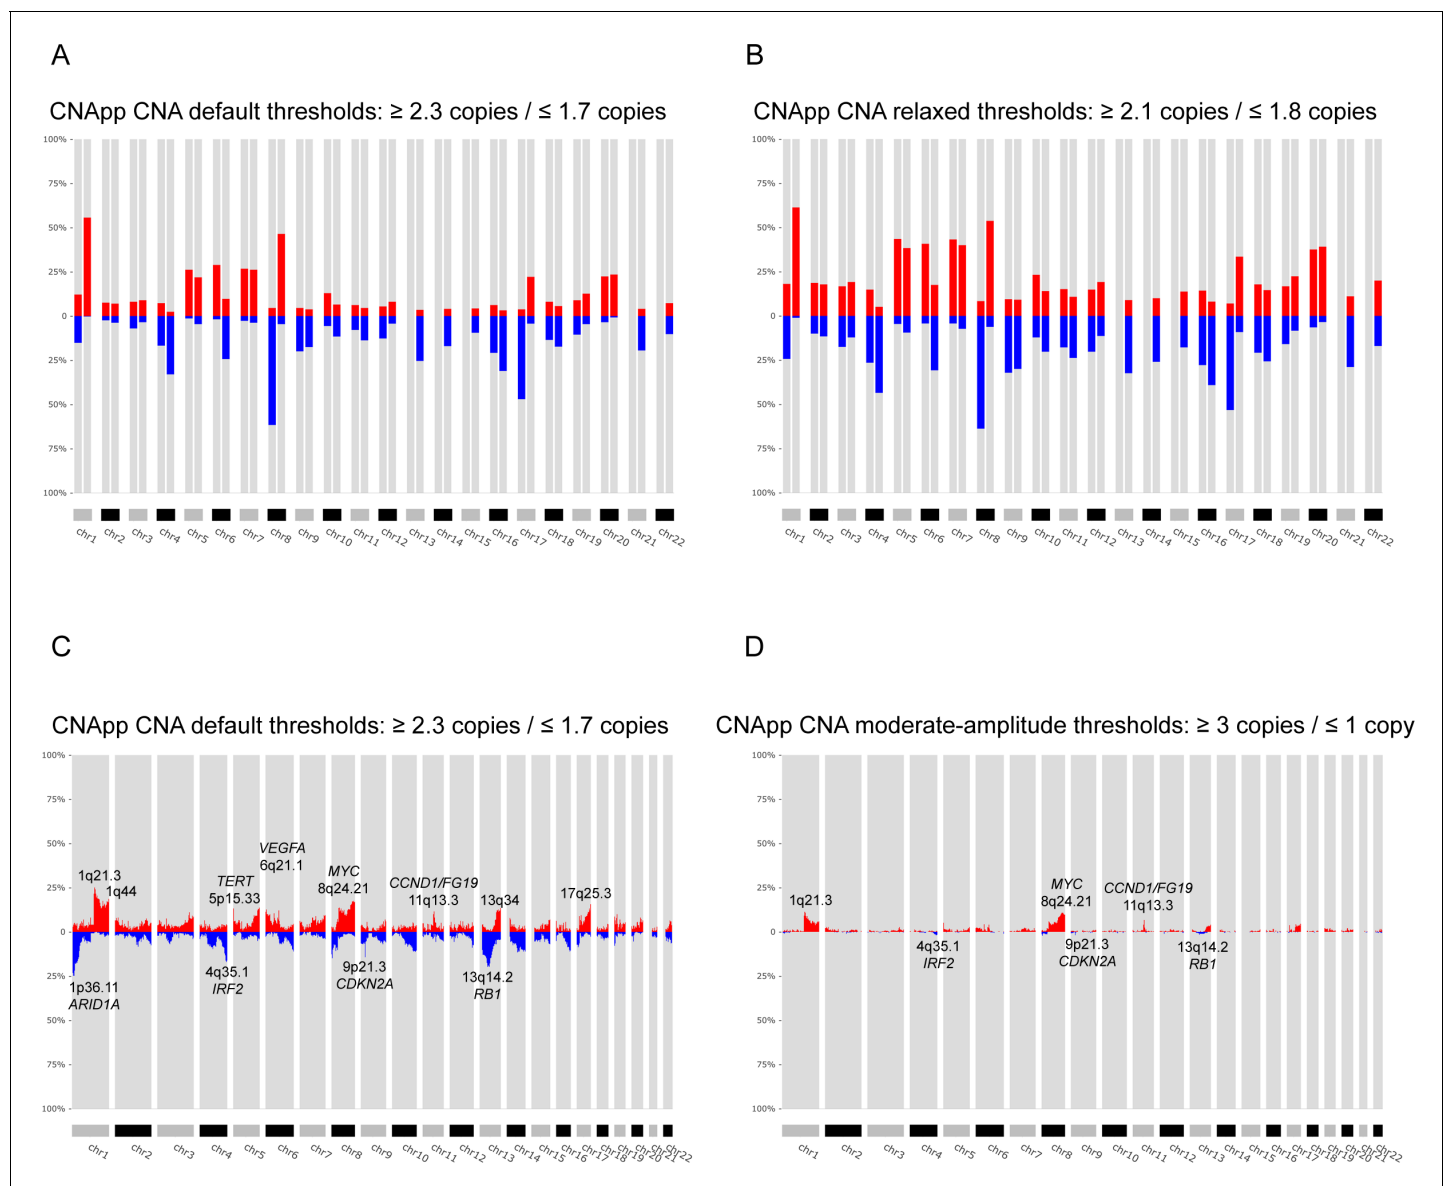 A
CNApp CNA default thresholds: ≥ 2.3 copies / ≤ 1.7 copies
100%
75%
50%
25%
0
25%
50%
75%
100%
chr1 chr2 chr3 chr4 chr5 chr6 chr7 chr8 chr9 chr10 chr11 chr12 chr13 chr14 chr15 chr16 chr17 chr18 chr19 chr20 chr21 chr22
B
CNApp CNA relaxed thresholds: ≥ 2.1 copies / ≤ 1.8 copies
100%
75%
50%
25%
0
25%
50%
75%
100%
chr1 chr2 chr3 chr4 chr5 chr6 chr7 chr8 chr9 chr10 chr11 chr12 chr13 chr14 chr15 chr16 chr17 chr18 chr19 chr20 chr21 chr22
C
CNApp CNA default thresholds: ≥ 2.3 copies / ≤ 1.7 copies
100%
75%
50%
25%
0
25%
50%
75%
100%
1q21.3
1q44
TERT
5p15.33
VEGFA
6q21.1
MYC
8q24.21
CCND1/FG19
11q13.3
13q34
17q25.3
1p36.11
ARID1A
4q35.1
IRF2
9p21.3
CDKN2A
13q14.2
RB1
chr1 chr2 chr3 chr4 chr5 chr6 chr7 chr8 chr9 chr10 chr11 chr12 chr13 chr14 chr15 chr16 chr17 chr18 chr19 chr20 chr21 chr22
D
CNApp CNA moderate-amplitude thresholds: ≥ 3 copies / ≤ 1 copy
100%
75%
50%
25%
0
25%
50%
75%
100%
1q21.3
MYC
8q24.21
CCND1/FG19
11q13.3
4q35.1
IRF2
9p21.3
CDKN2A
13q14.2
RB1
chr1 chr2 chr3 chr4 chr5 chr6 chr7 chr8 chr9 chr10 chr11 chr12 chr13 chr14 chr15 chr16 chr17 chr18 chr19 chr20 chr21 chr22